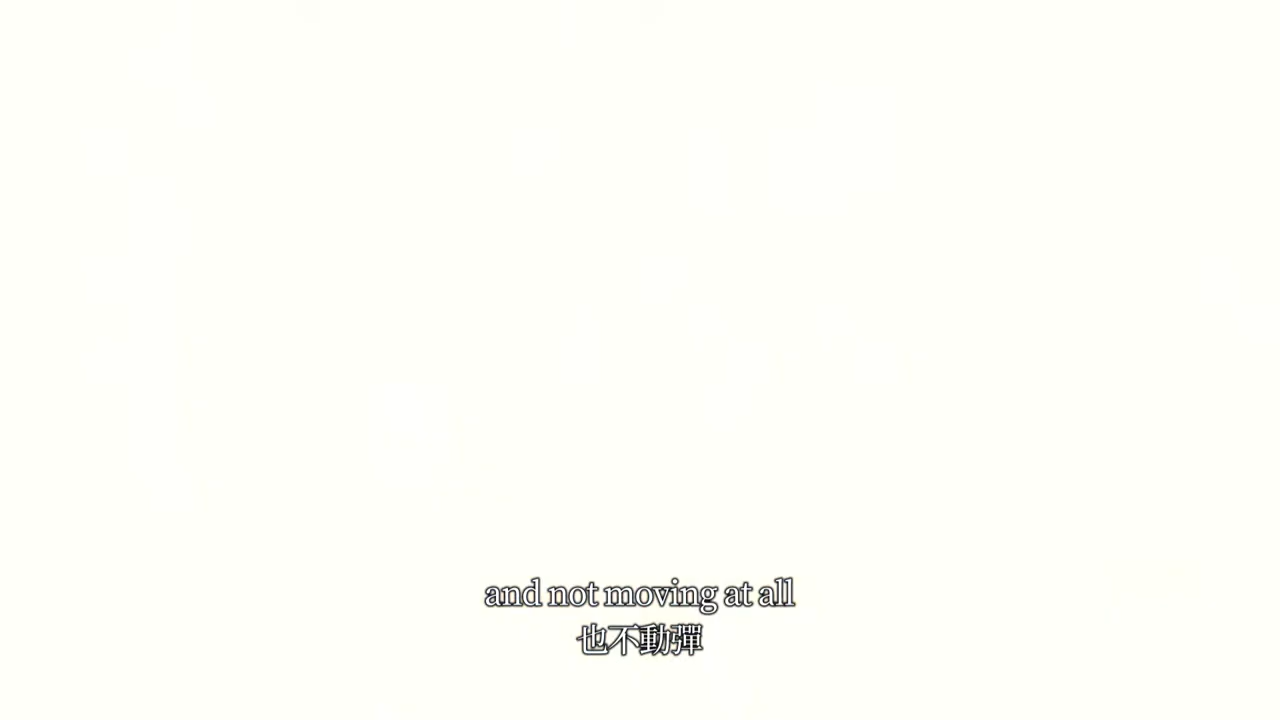 and not moving at all
也不動彈